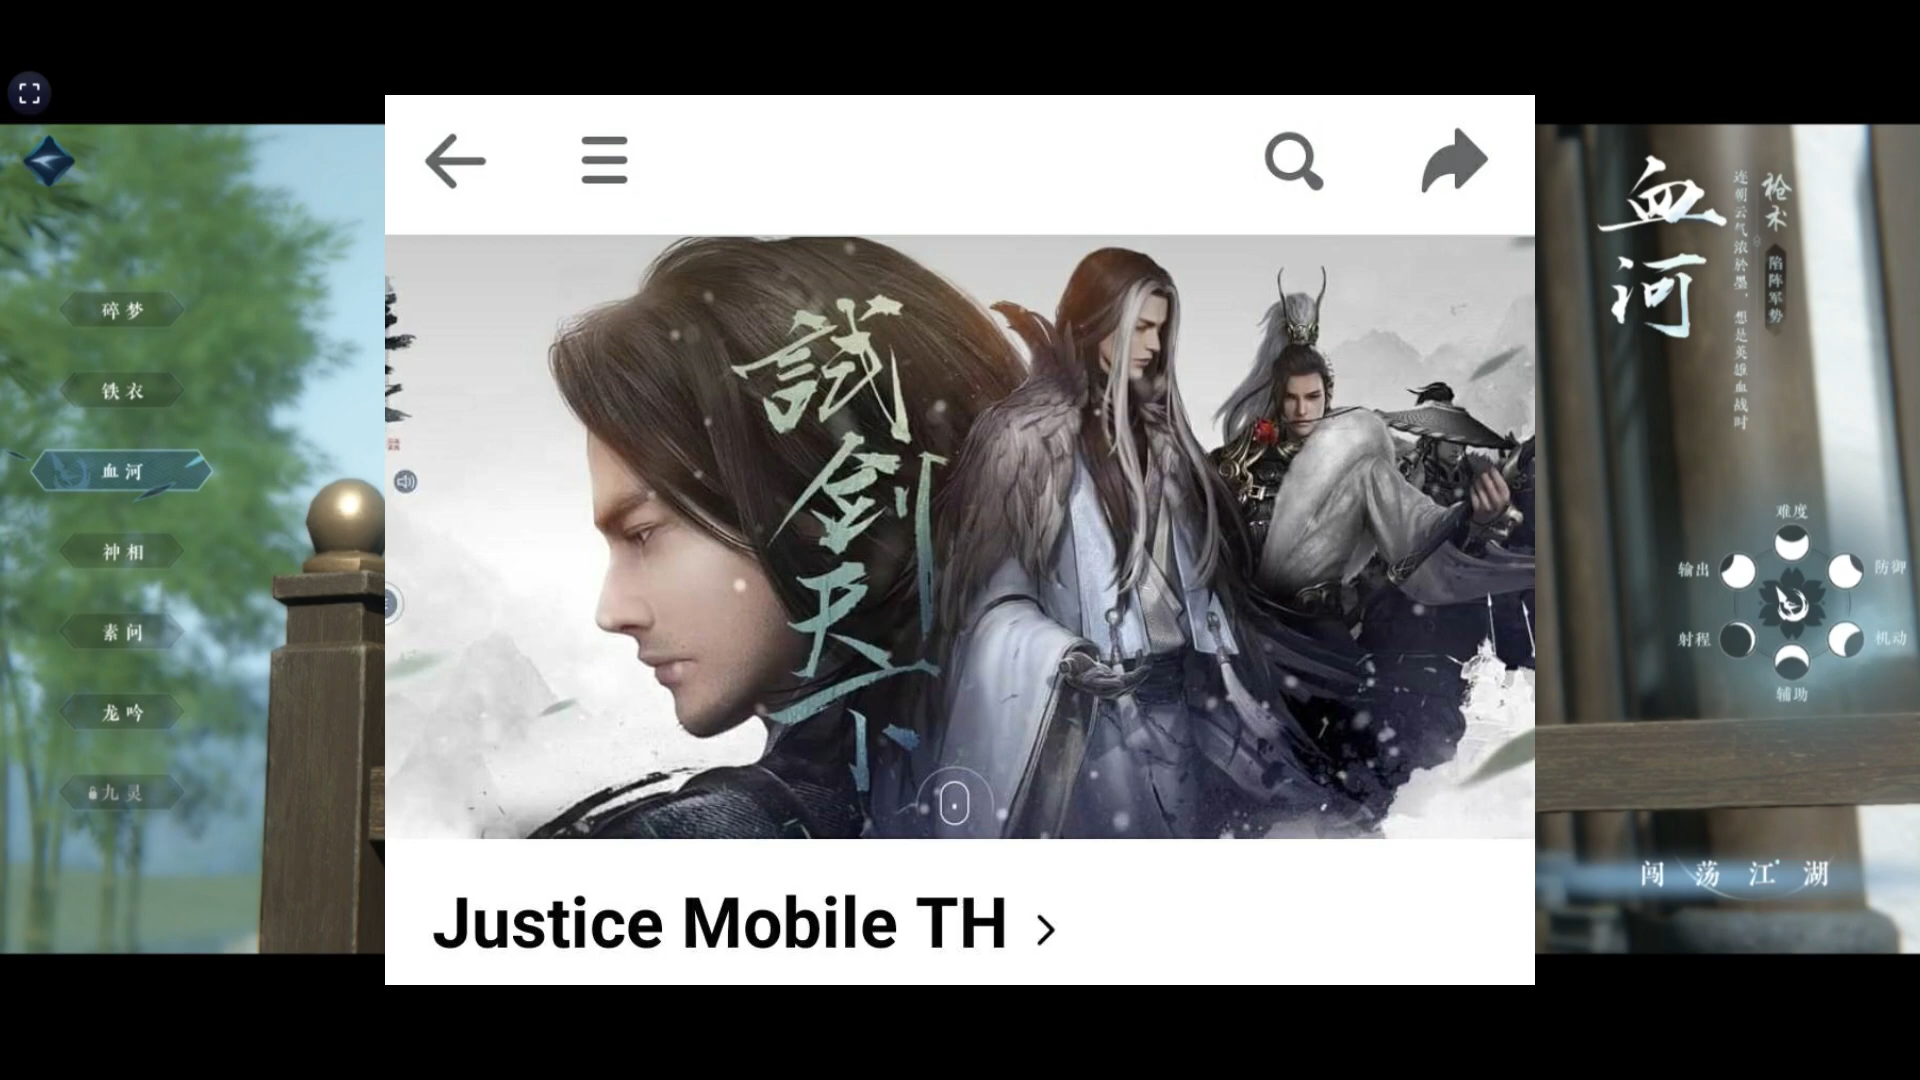 碎梦
铁衣
血河
神相
素问
龙吟
九灵
試剑天下
Justice Mobile TH
血河
枪术
陷阵军势
连朝云气浓於墨，想是英雄血战时
难度
输出
防御
射程
机动
辅助
闯荡江湖